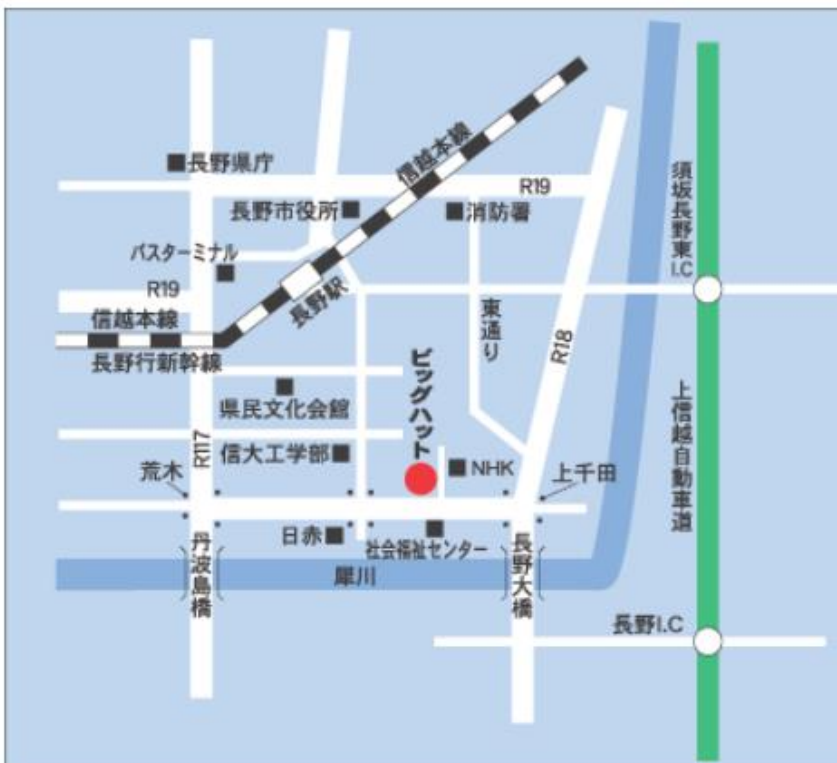 長野県庁
信越本線
R19
長野市役所
消防署
須坂長野東I.C
バスターミナル
R19
長野駅
信越本線
長野行新幹線
東通り
R18
ビッグハット
県民文化会館
上信越自動車道
R117
信大工学部
NHK
荒木
上千田
日赤
社会福祉センター
丹波島橋
犀川
長野大橋
長野I.C